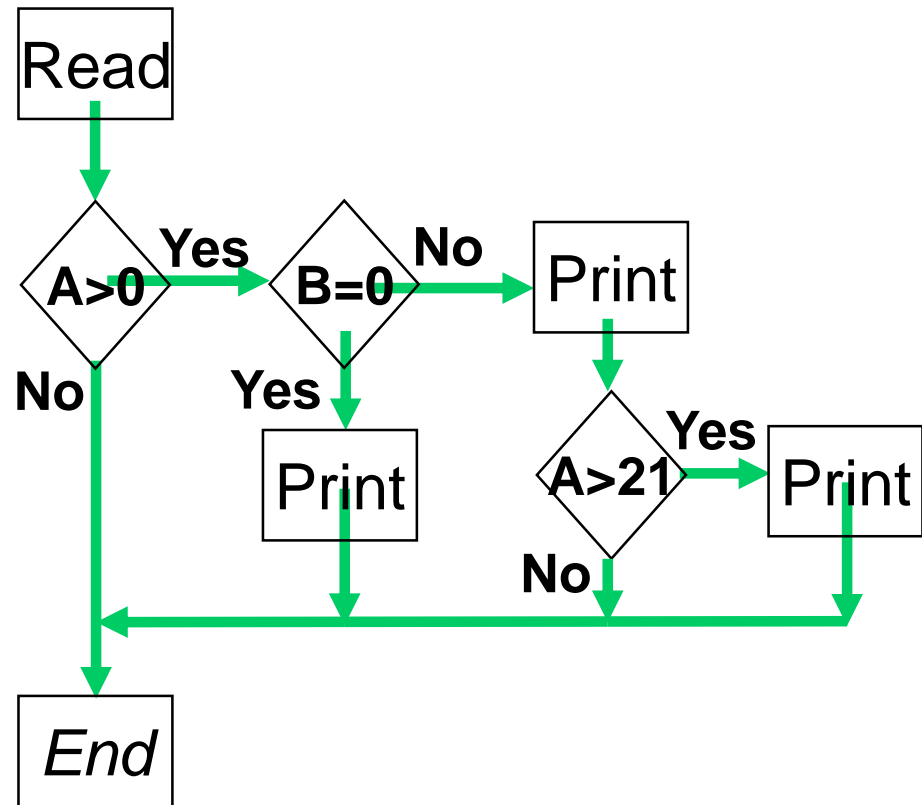 Read
A>0
Yes
B=0
No
Print
No
Yes
Print
A>21
Yes
Print
No
End